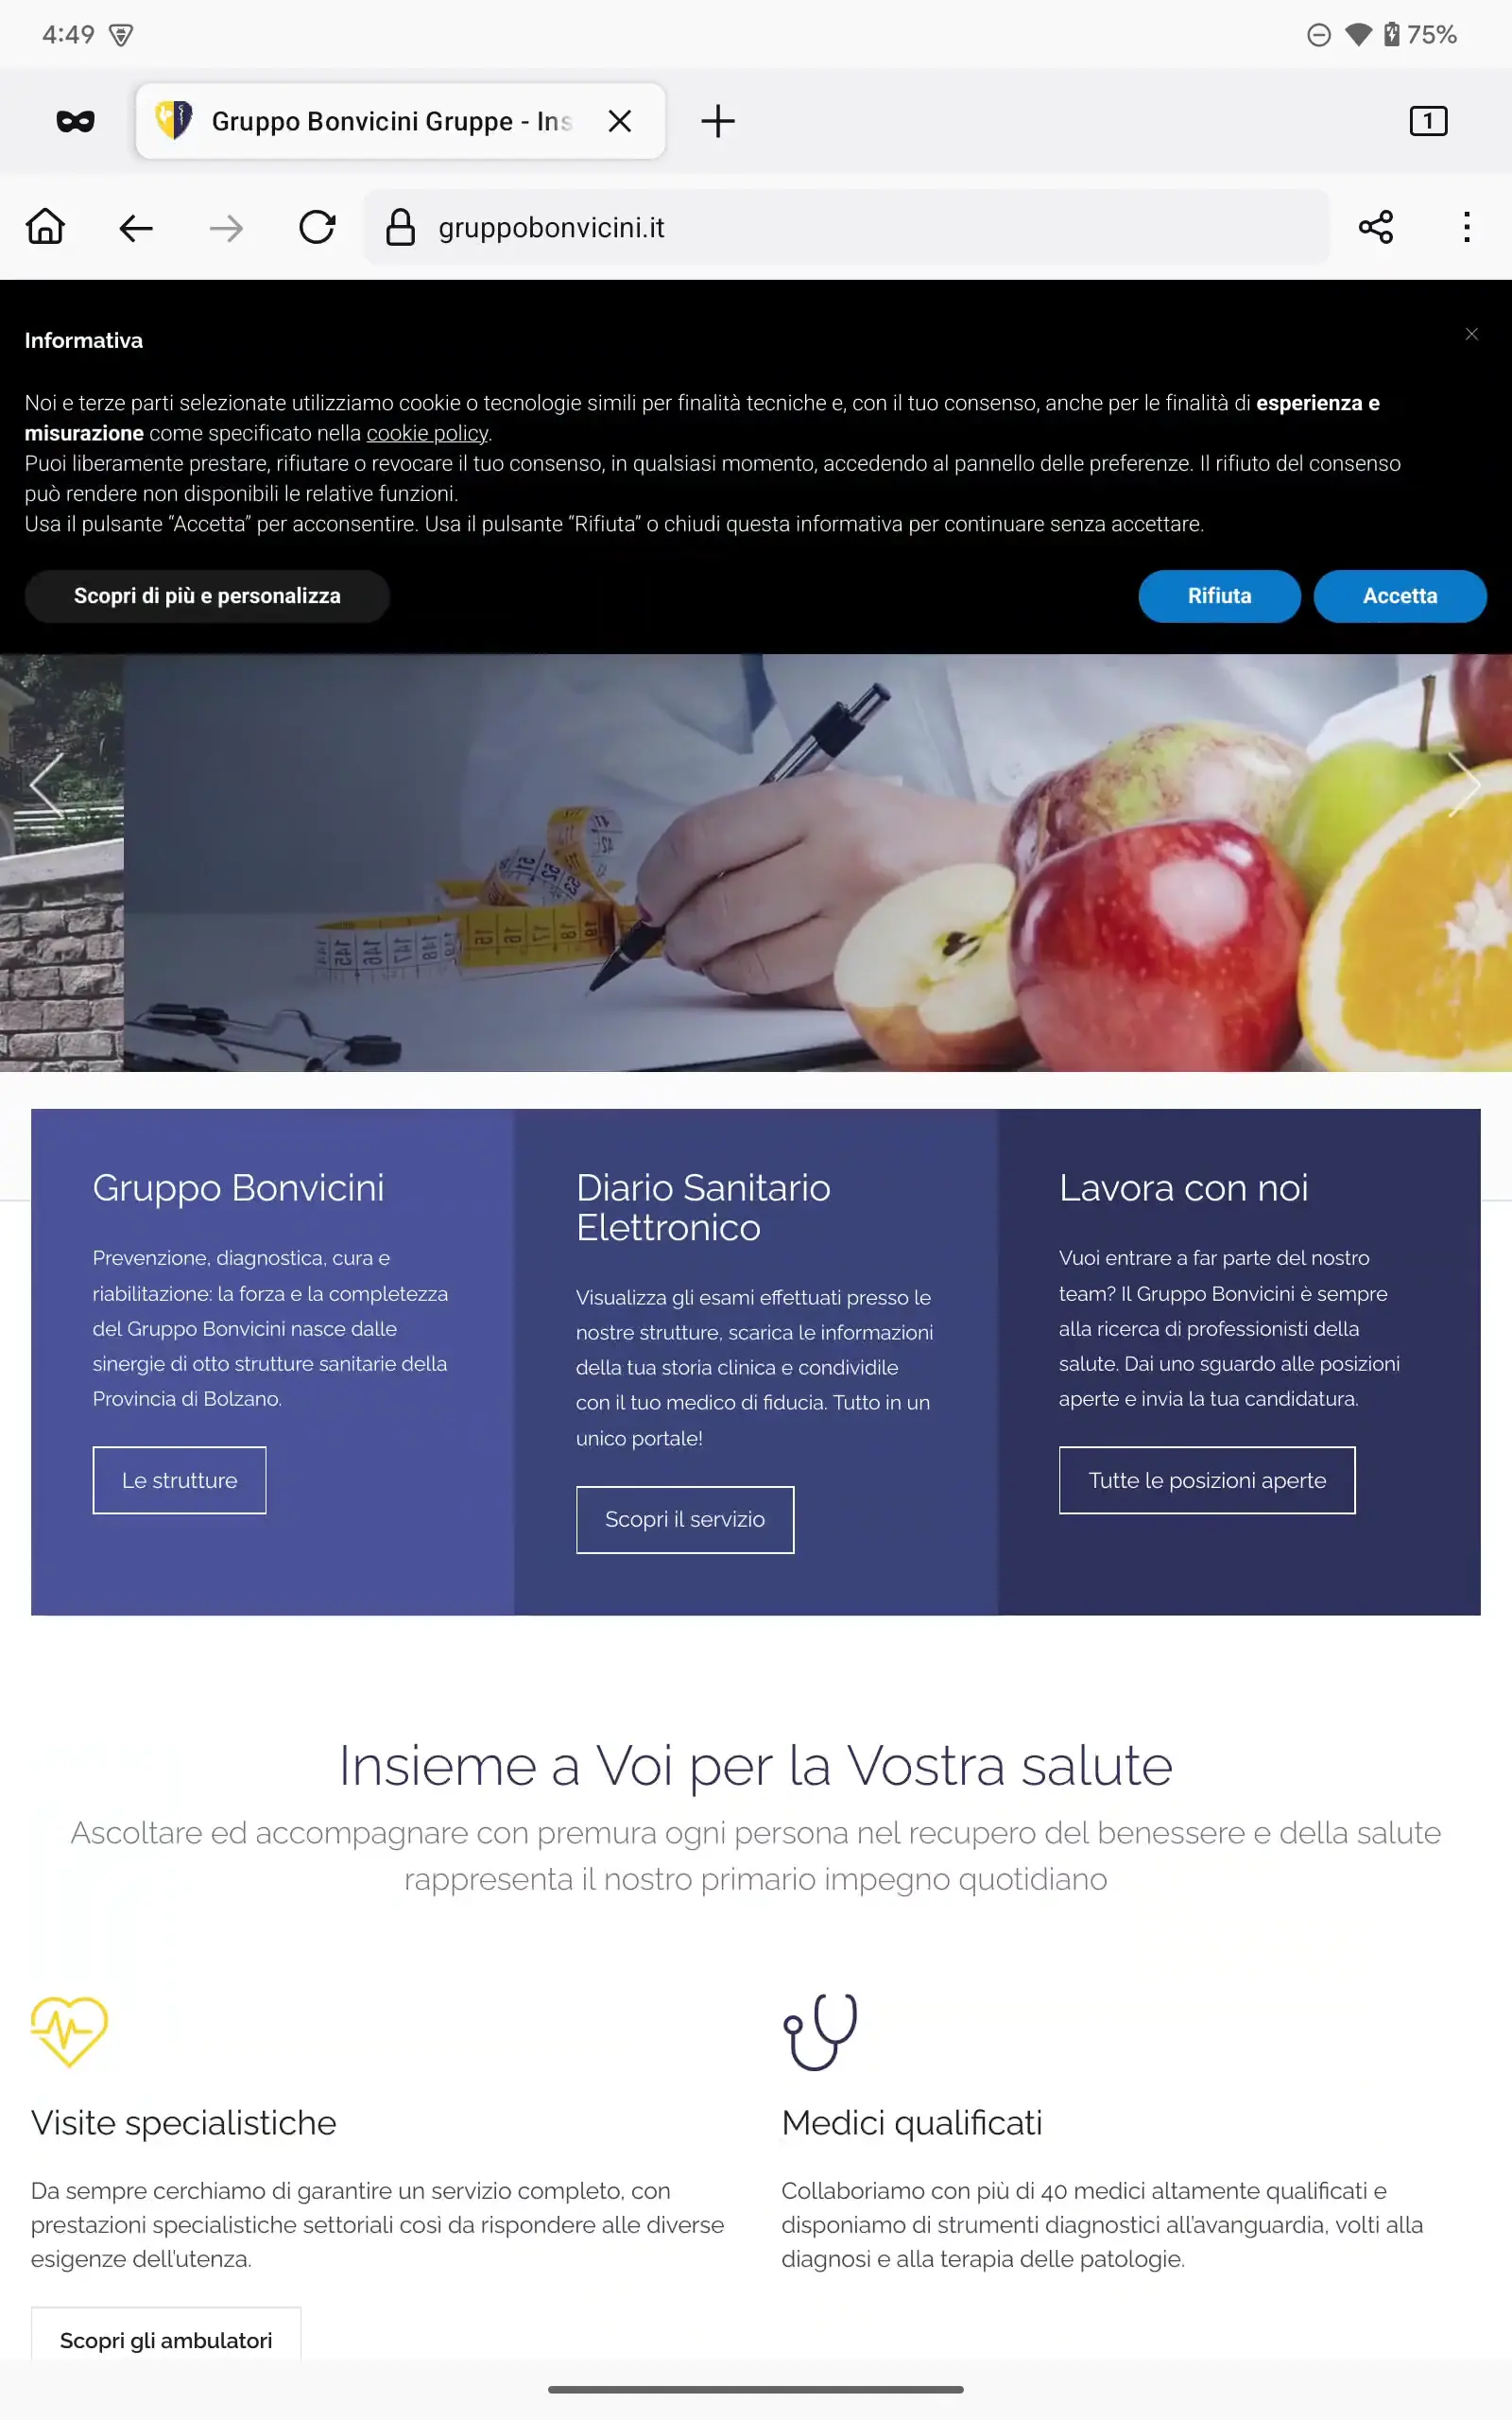 4:49
75%
Gruppo Bonvicini Gruppe - Ins
1
gruppobonvicini.it
Informativa
Noi e terze parti selezionate utilizziamo cookie o tecnologie simili per finalità tecniche e, con il tuo consenso, anche per le finalità di esperienza e
misurazione come specificato nella cookie policy.
Puoi liberamente prestare, rifiutare o revocare il tuo consenso, in qualsiasi momento, accedendo al pannello delle preferenze. Il rifiuto del consenso
può rendere non disponibili le relative funzioni.
Usa il pulsante “Accetta” per acconsentire. Usa il pulsante “Rifiuta” o chiudi questa informativa per continuare senza accettare.
Scopri di più e personalizza
Rifiuta
Accetta
Gruppo Bonvicini
Prevenzione, diagnostica, cura e
riabilitazione: la forza e la completezza
del Gruppo Bonvicini nasce dalle
sinergie di otto strutture sanitarie della
Provincia di Bolzano.
Le strutture
Diario Sanitario
Elettronico
Visualizza gli esami effettuati presso le
nostre strutture, scarica le informazioni
della tua storia clinica e condividile
con il tuo medico di fiducia. Tutto in un
unico portale!
Scopri il servizio
Lavora con noi
Vuoi entrare a far parte del nostro
team? Il Gruppo Bonvicini è sempre
alla ricerca di professionisti della
salute. Dai uno sguardo alle posizioni
aperte e invia la tua candidatura.
Tutte le posizioni aperte
Insieme a Voi per la Vostra salute
Ascoltare ed accompagnare con premura ogni persona nel recupero del benessere e della salute
rappresenta il nostro primario impegno quotidiano
Visite specialistiche
Da sempre cerchiamo di garantire un servizio completo, con
prestazioni specialistiche settoriali così da rispondere alle diverse
esigenze dell'utenza.
Scopri gli ambulatori
Medici qualificati
Collaboriamo con più di 40 medici altamente qualificati e
disponiamo di strumenti diagnostici all'avanguardia, volti alla
diagnosi e alla terapia delle patologie.